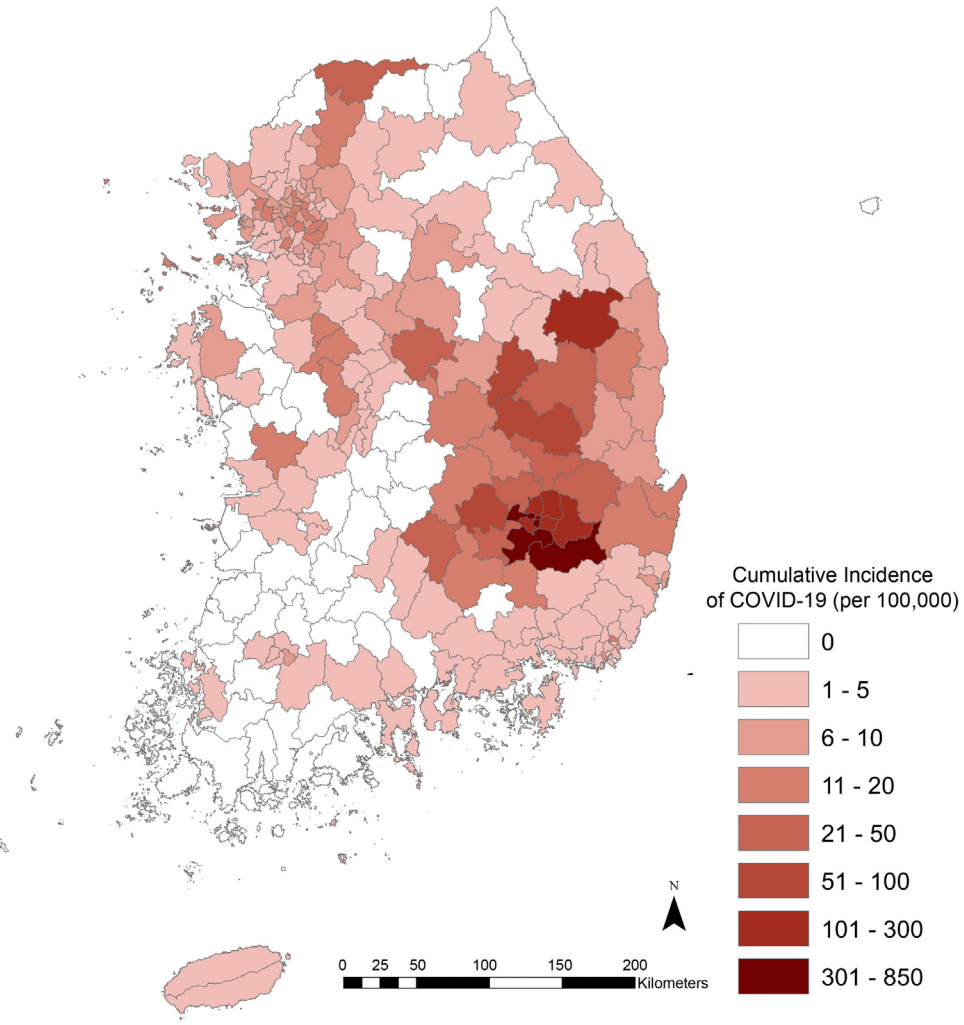 Cumulative Incidence
of COVID-19 (per 100,000)
0
1 - 5
6 - 10
11 - 20
21 - 50
51 - 100
101 - 300
301 - 850
N
0 25 50 100 150 200
Kilometers